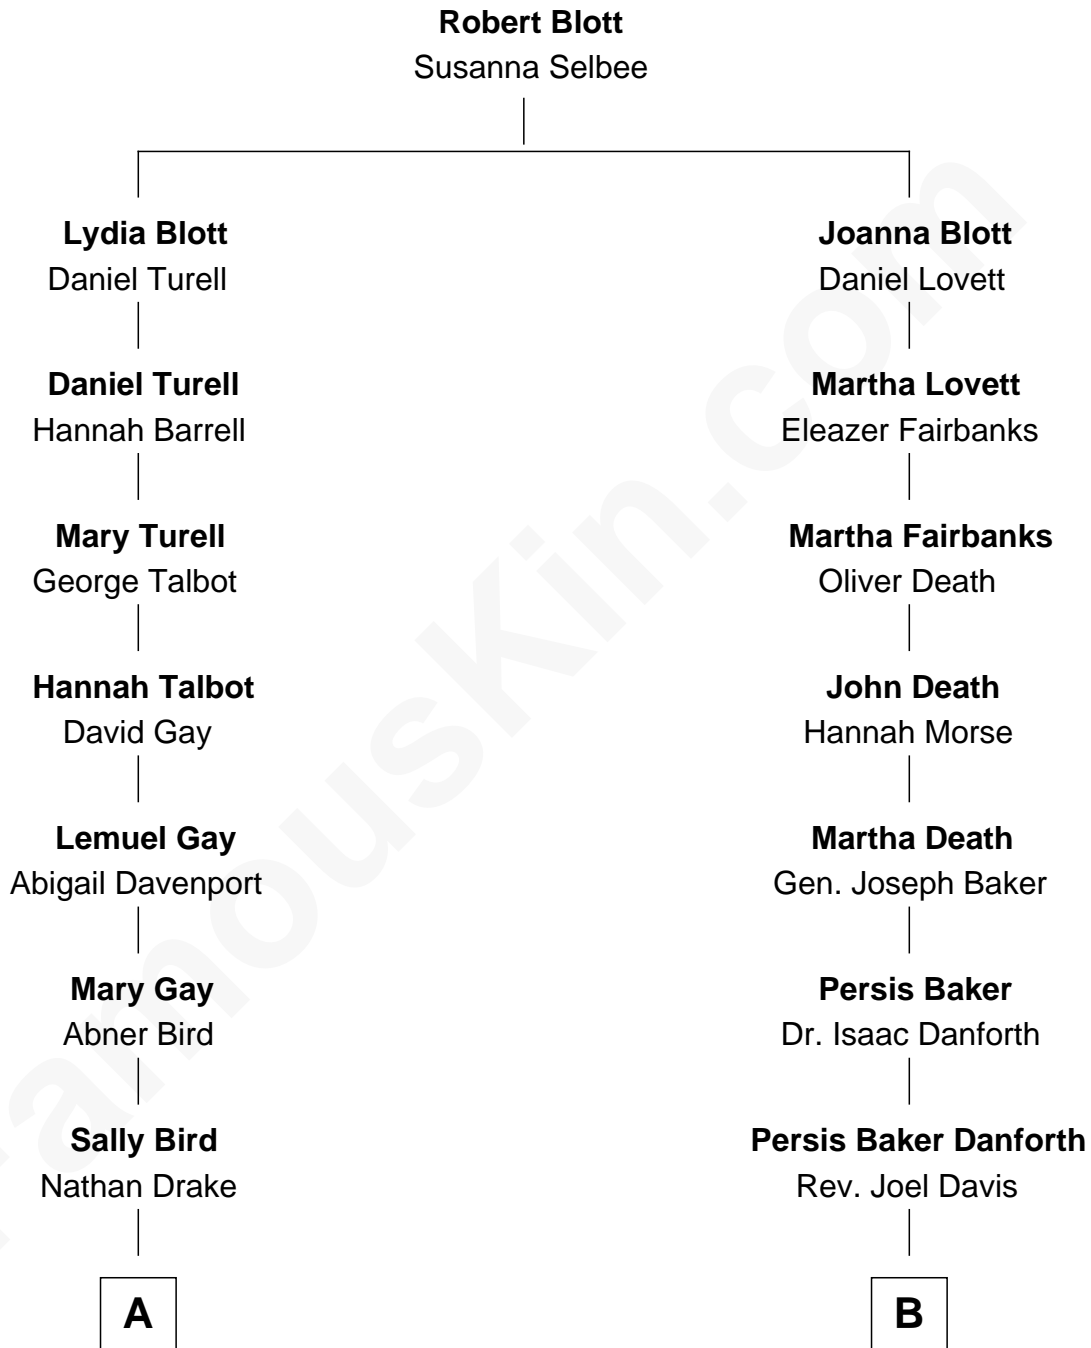 Robert Blott
Susanna Selbee
Lydia Blott
Daniel Turell
Joanna Blott
Daniel Lovett
Daniel Turell
Hannah Barrell
Martha Lovett
Eleazer Fairbanks
Mary Turell
George Talbot
Martha Fairbanks
Oliver Death
Hannah Talbot
David Gay
John Death
Hannah Morse
Lemuel Gay
Abigail Davenport
Martha Death
Gen. Joseph Baker
Mary Gay
Abner Bird
Persis Baker
Dr. Isaac Danforth
Sally Bird
Nathan Drake
Persis Baker Danforth
Rev. Joel Davis
A
B
FamousKin.com